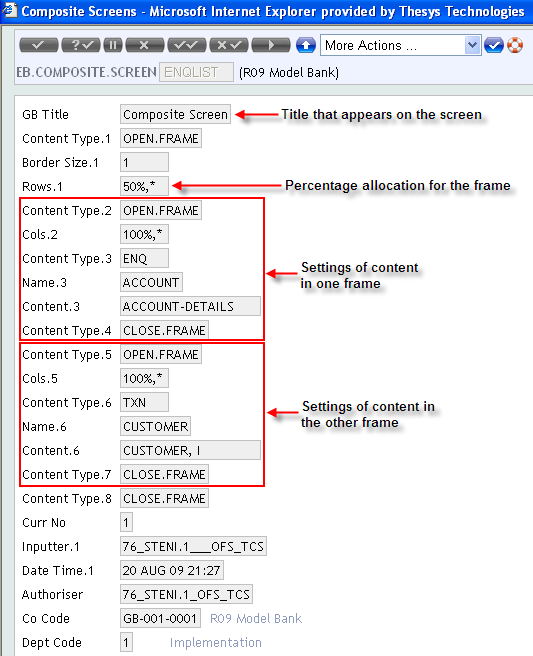 Composite Screens - Microsoft Internet Explorer provided by Thesys Technologies
More Actions ...
EB.COMPOSITE.SCREEN ENQLIST (R09 Model Bank)
GB Title Composite Screen Title that appears on the screen
Content Type.1 OPEN.FRAME
Border Size.1 1
Rows.1 50%,* Percentage allocation for the frame
Content Type.2 OPEN.FRAME
Cols.2 100%,*
Content Type.3 ENQ
Name.3 ACCOUNT
Content.3 ACCOUNT-DETAILS
Content Type.4 CLOSE.FRAME
Settings of content
in one frame
Content Type.5 OPEN.FRAME
Cols.5 100%,*
Content Type.6 TXN
Name.6 CUSTOMER
Content.6 CUSTOMER, I
Content Type.7 CLOSE.FRAME
Settings of content in
the other frame
Content Type.8 CLOSE.FRAME
Curr No 1
Inputter.1 76_STENI.1___OFS_TCS
Date Time.1 20 AUG 09 21:27
Authoriser 76_STENI.1_OFS_TCS
Co Code GB-001-0001 R09 Model Bank
Dept Code 1 Implementation